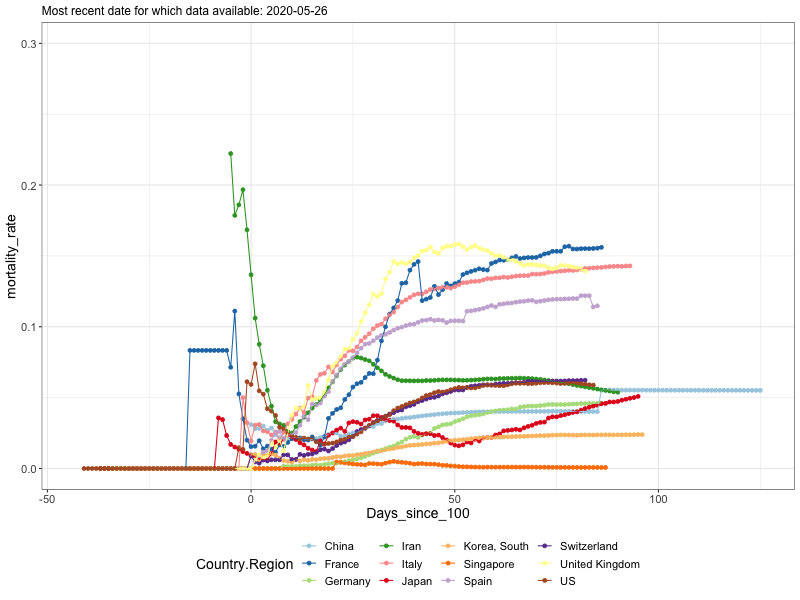 Most recent date for which data available: 2020-05-26
0.3
0.2
0.1
0.0
mortality_rate
-50
0
50
100
Days_since_100
Country.Region
China
Iran
Korea, South
Switzerland
France
Italy
Singapore
United Kingdom
Germany
Japan
Spain
US